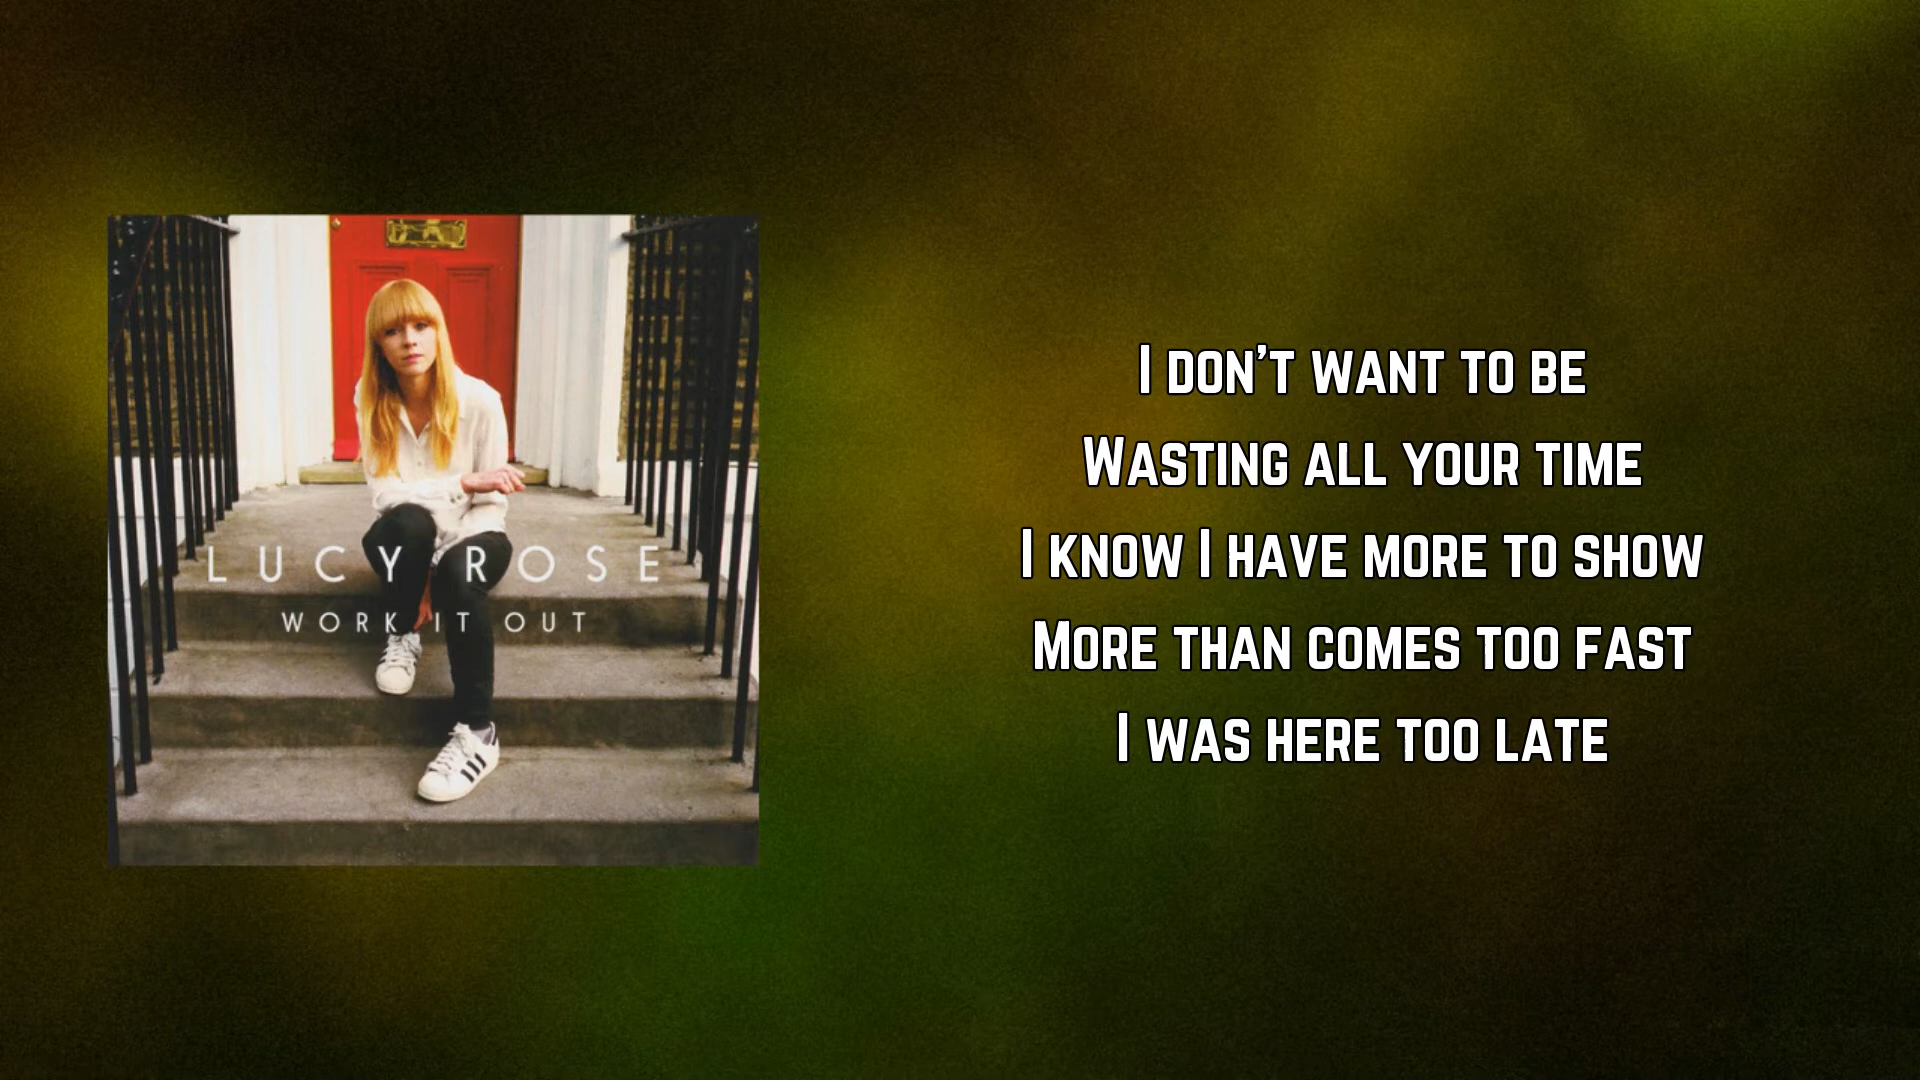 LUCY ROSE
WORK IT OUT
I DON'T WANT TO BE
WASTING ALL YOUR TIME
I KNOW I HAVE MORE TO SHOW
MORE THAN COMES TOO FAST
I WAS HERE TOO LATE